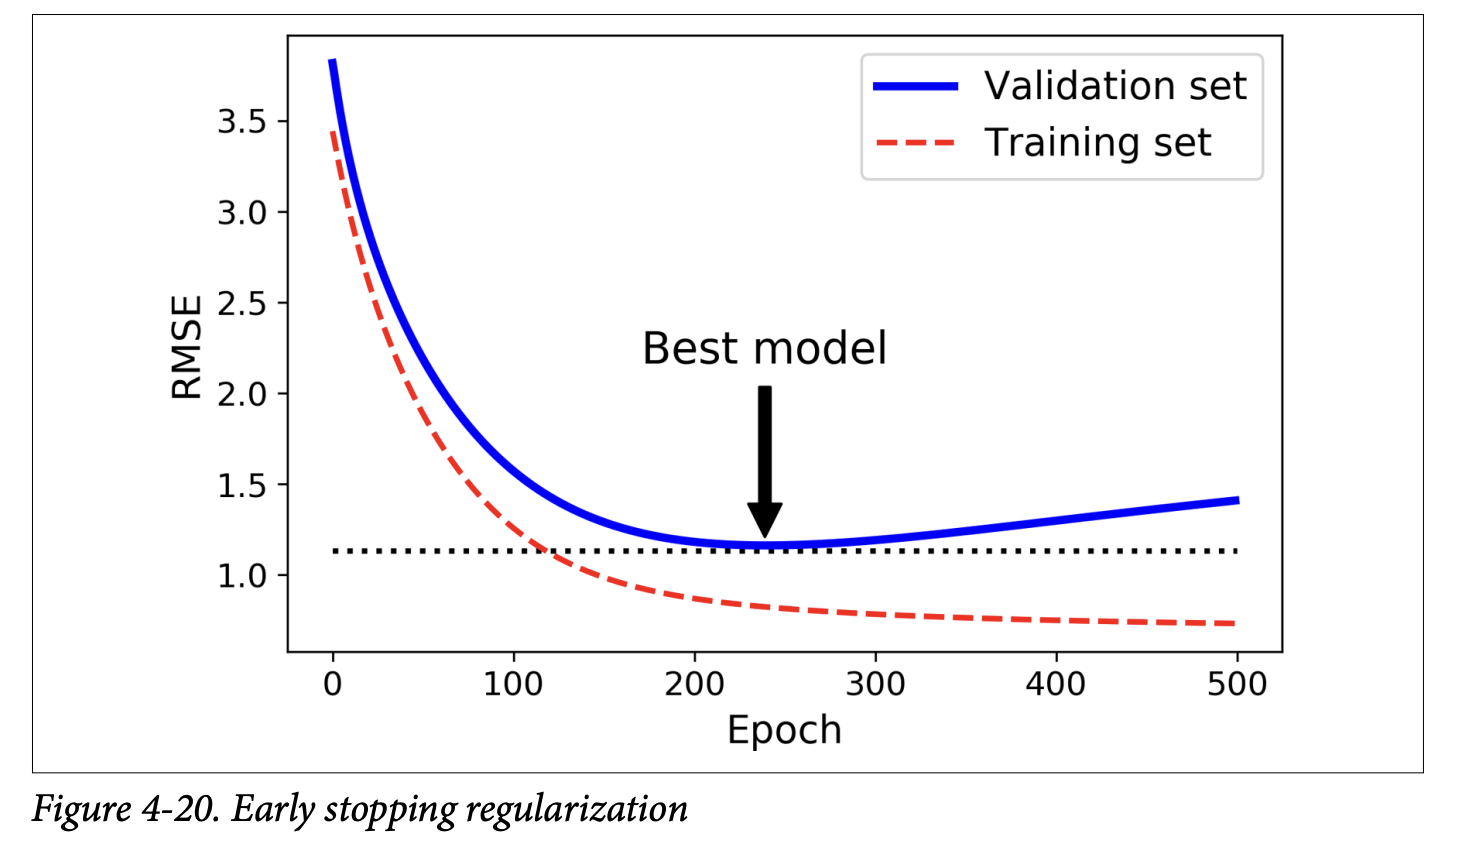 Validation set
Training set
3.5
3.0
2.5
2.0
1.5
1.0
RMSE
Best model
0 100 200 300 400 500
Epoch
Figure 4-20. Early stopping regularization